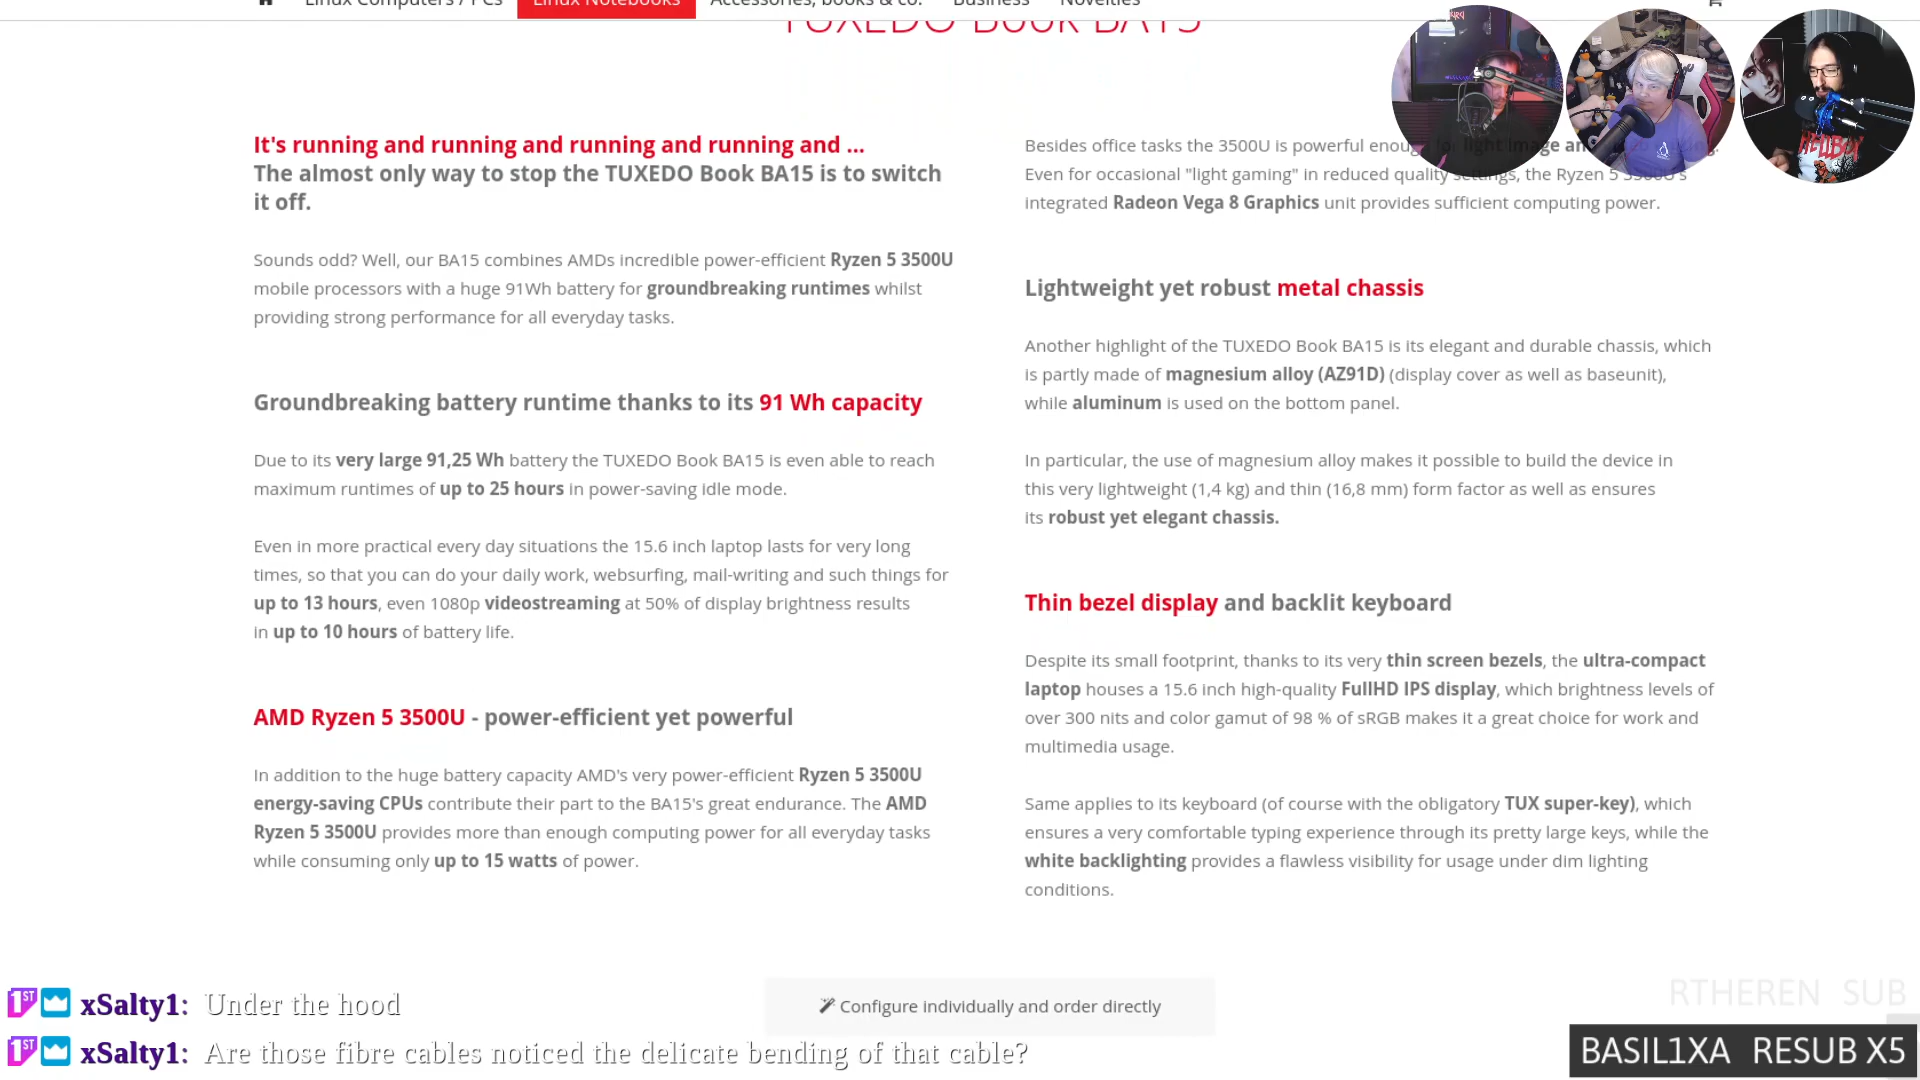 Linux Computers / PCs Linux Notebooks Accessories, books & co. Business Novelties
TUXEDO Book BA15
It's running and running and running and running and ...
The almost only way to stop the TUXEDO Book BA15 is to switch
it off.
Sounds odd? Well, our BA15 combines AMDs incredible power-efficient Ryzen 5 3500U
mobile processors with a huge 91Wh battery for groundbreaking runtimes whilst
providing strong performance for all everyday tasks.
Groundbreaking battery runtime thanks to its 91 Wh capacity
Due to its very large 91,25 Wh battery the TUXEDO Book BA15 is even able to reach
maximum runtimes of up to 25 hours in power-saving idle mode.
Even in more practical every day situations the 15.6 inch laptop lasts for very long
times, so that you can do your daily work, websurfing, mail-writing and such things for
up to 13 hours, even 1080p videostreaming at 50% of display brightness results
in up to 10 hours of battery life.
AMD Ryzen 5 3500U - power-efficient yet powerful
In addition to the huge battery capacity AMD's very power-efficient Ryzen 5 3500U
energy-saving CPUs contribute their part to the BA15's great endurance. The AMD
Ryzen 5 3500U provides more than enough computing power for all everyday tasks
while consuming only up to 15 watts of power.
Besides office tasks the 3500U is powerful enough for light image
Even for occasional "light gaming" in reduced quality settings, the Ryzen 5 3500U's
integrated Radeon Vega 8 Graphics unit provides sufficient computing power.
Lightweight yet robust metal chassis
Another highlight of the TUXEDO Book BA15 is its elegant and durable chassis, which
is partly made of magnesium alloy (AZ91D) (display cover as well as baseunit),
while aluminum is used on the bottom panel.
In particular, the use of magnesium alloy makes it possible to build the device in
this very lightweight (1,4 kg) and thin (16,8 mm) form factor as well as ensures
its robust yet elegant chassis.
Thin bezel display and backlit keyboard
Despite its small footprint, thanks to its very thin screen bezels, the ultra-compact
laptop houses a 15.6 inch high-quality FullHD IPS display, which brightness levels of
over 300 nits and color gamut of 98 % of sRGB makes it a great choice for work and
multimedia usage.
Same applies to its keyboard (of course with the obligatory TUX super-key), which
ensures a very comfortable typing experience through its pretty large keys, while the
white backlighting provides a flawless visibility for usage under dim lighting
conditions.
Configure individually and order directly
1ST xSalty1: Under the hood
1ST xSalty1: Are those fibre cables noticed the delicate bending of that cable?
RTHEREN SUB
BASIL1XA RESUB X5
HELLBOY